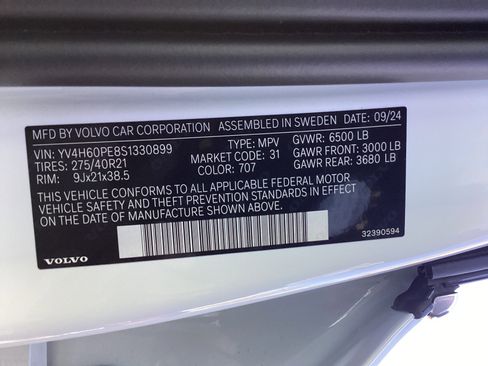 MFD BY VOLVO CAR CORPORATION ASSEMBLED IN SWEDEN DATE: 09/24
VIN: YV4H60PE8S1330899 TYPE: MPV GVWR: 6500 LB
TIRES: 275/40R21 MARKET CODE: 31 GAWR FRONT: 3000 LB
RIM: 9Jx21x38.5 COLOR: 707 GAWR REAR: 3680 LB
THIS VEHICLE CONFORMS TO ALL APPLICABLE FEDERAL MOTOR
VEHICLE SAFETY AND THEFT PREVENTION STANDARDS IN EFFECT
ON THE DATE OF MANUFACTURE SHOWN ABOVE.
32390594
VOLVO